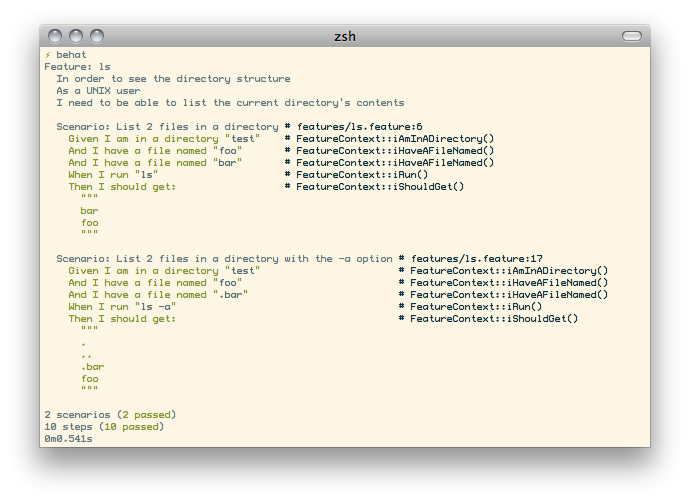 zsh
⚡ behat
Feature: ls
  In order to see the directory structure
  As a UNIX user
  I need to be able to list the current directory's contents

  Scenario: List 2 files in a directory # features/ls.feature:6
    Given I am in a directory "test"    # FeatureContext::iAmInADirectory()
    And I have a file named "foo"       # FeatureContext::iHaveAFileNamed()
    And I have a file named "bar"       # FeatureContext::iHaveAFileNamed()
    When I run "ls"                     # FeatureContext::iRun()
    Then I should get:                  # FeatureContext::iShouldGet()
      """
      bar
      foo
      """

  Scenario: List 2 files in a directory with the -a option # features/ls.feature:17
    Given I am in a directory "test"                       # FeatureContext::iAmInADirectory()
    And I have a file named "foo"                          # FeatureContext::iHaveAFileNamed()
    And I have a file named ".bar"                         # FeatureContext::iHaveAFileNamed()
    When I run "ls -a"                                     # FeatureContext::iRun()
    Then I should get:                                     # FeatureContext::iShouldGet()
      """
      .
      ..
      .bar
      foo
      """

2 scenarios (2 passed)
10 steps (10 passed)
0m0.541s